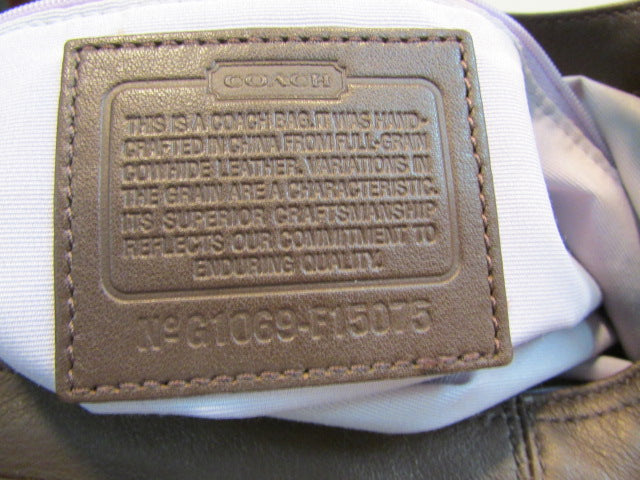 COACH
THIS IS A COACH BAG.IT WAS HAND-
CRAFTED IN CHINA FROM FULL-GRAIN
COWHIDE LEATHER. VARIATIONS IN
THE GRAIN ARE A CHARACTERISTIC.
ITS SUPERIOR CRAFTSMANSHIP
REFLECTS OUR COMMITMENT TO
ENDURING QUALITY.
Nº G1069-F15075